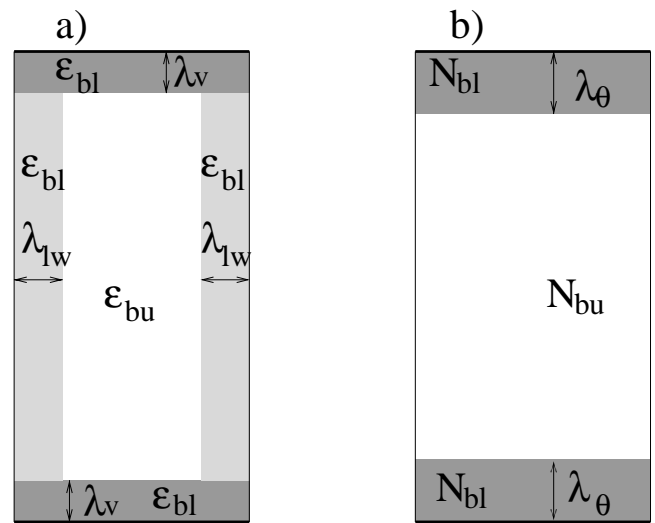 a) b)
ε_bl λ_v N_bl λ_θ
ε_bl ε_bl
λ_lw λ_lw
ε_bu N_bu
λ_v ε_bl N_bl λ_θ